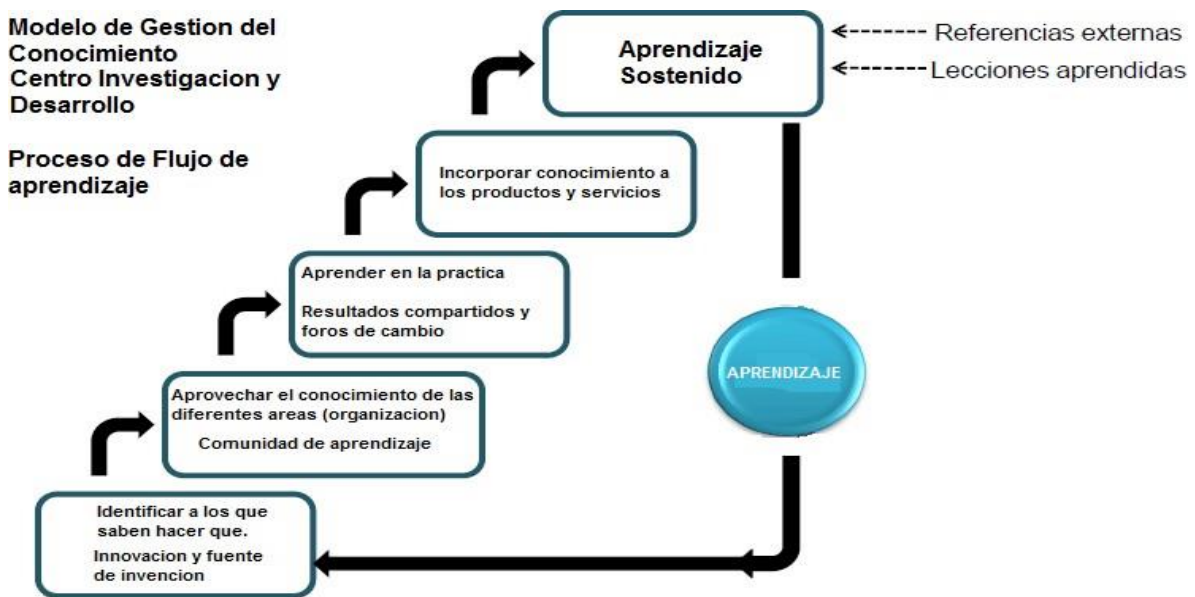 Modelo de Gestion del
Conocimiento
Centro Investigacion y
Desarrollo
Proceso de Flujo de
aprendizaje
Aprendizaje
Sostenido
Referencias externas
Lecciones aprendidas
Incorporar conocimiento a
los productos y servicios
Aprender en la practica
Resultados compartidos y
foros de cambio
APRENDIZAJE
Aprovechar el conocimiento de las
diferentes areas (organizacion)
Comunidad de aprendizaje
Identificar a los que
saben hacer que.
Innovacion y fuente
de invencion